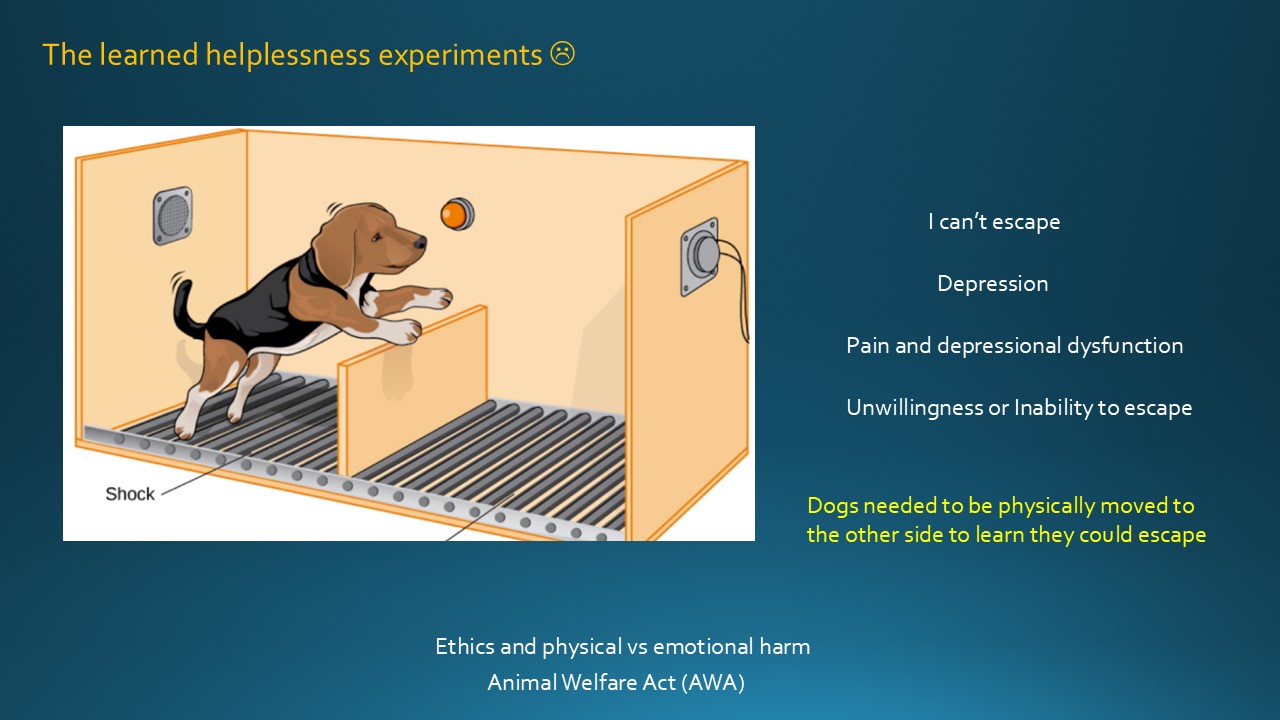 The learned helplessness experiments ☹
I can’t escape
Depression
Pain and depressional dysfunction
Unwillingness or Inability to escape
Shock
Dogs needed to be physically moved to
the other side to learn they could escape
Ethics and physical vs emotional harm
Animal Welfare Act (AWA)